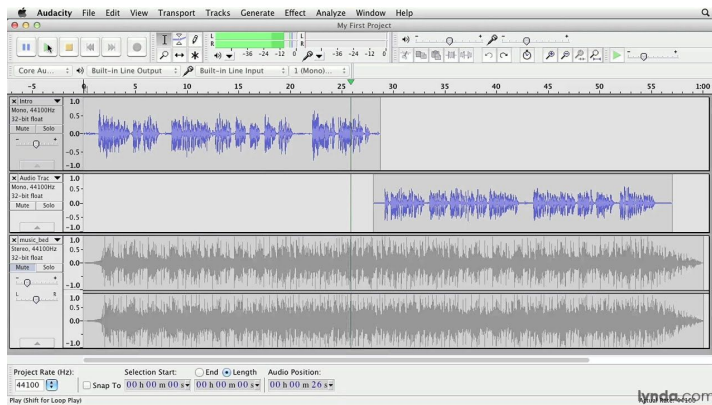 Audacity File Edit View Transport Tracks Generate Effect Analyze Window Help
My First Project
L
R
-36 -24 -12 0
L
R
-36 -24 -12 0
Core Au... Built-in Line Output Built-in Line Input 1 (Mono)...
-5 0 5 10 15 20 25 30 35 40 45 50 55 1:00
Intro
Mono, 44100Hz
32-bit float
Mute Solo
- +
1.0
0.5
0.0
-0.5
-1.0
Audio Trac
Mono, 44100Hz
32-bit float
Mute Solo
1.0
0.5
0.0
-0.5
-1.0
music_bed
Stereo, 44100Hz
32-bit float
Mute Solo
- +
L R
1.0
0.5
0.0
-1.0
1.0
0.5
0.0
-1.0
Project Rate (Hz): Selection Start: End Length Audio Position:
44100 Snap To 00 h 00 m 00 s 00 h 00 m 00 s 00 h 00 m 26 s
Play (Shift for Loop Play)
lynda.com